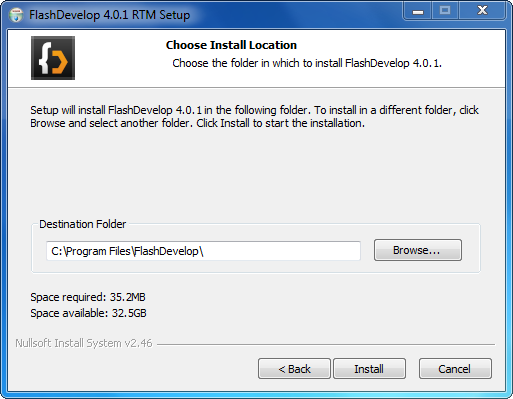 FlashDevelop 4.0.1 RTM Setup
Choose Install Location
Choose the folder in which to install FlashDevelop 4.0.1.
Setup will install FlashDevelop 4.0.1 in the following folder. To install in a different folder, click
Browse and select another folder. Click Install to start the installation.
Destination Folder
C:\Program Files\FlashDevelop\
Browse...
Space required: 35.2MB
Space available: 32.5GB
Nullsoft Install System v2.46
< Back
Install
Cancel